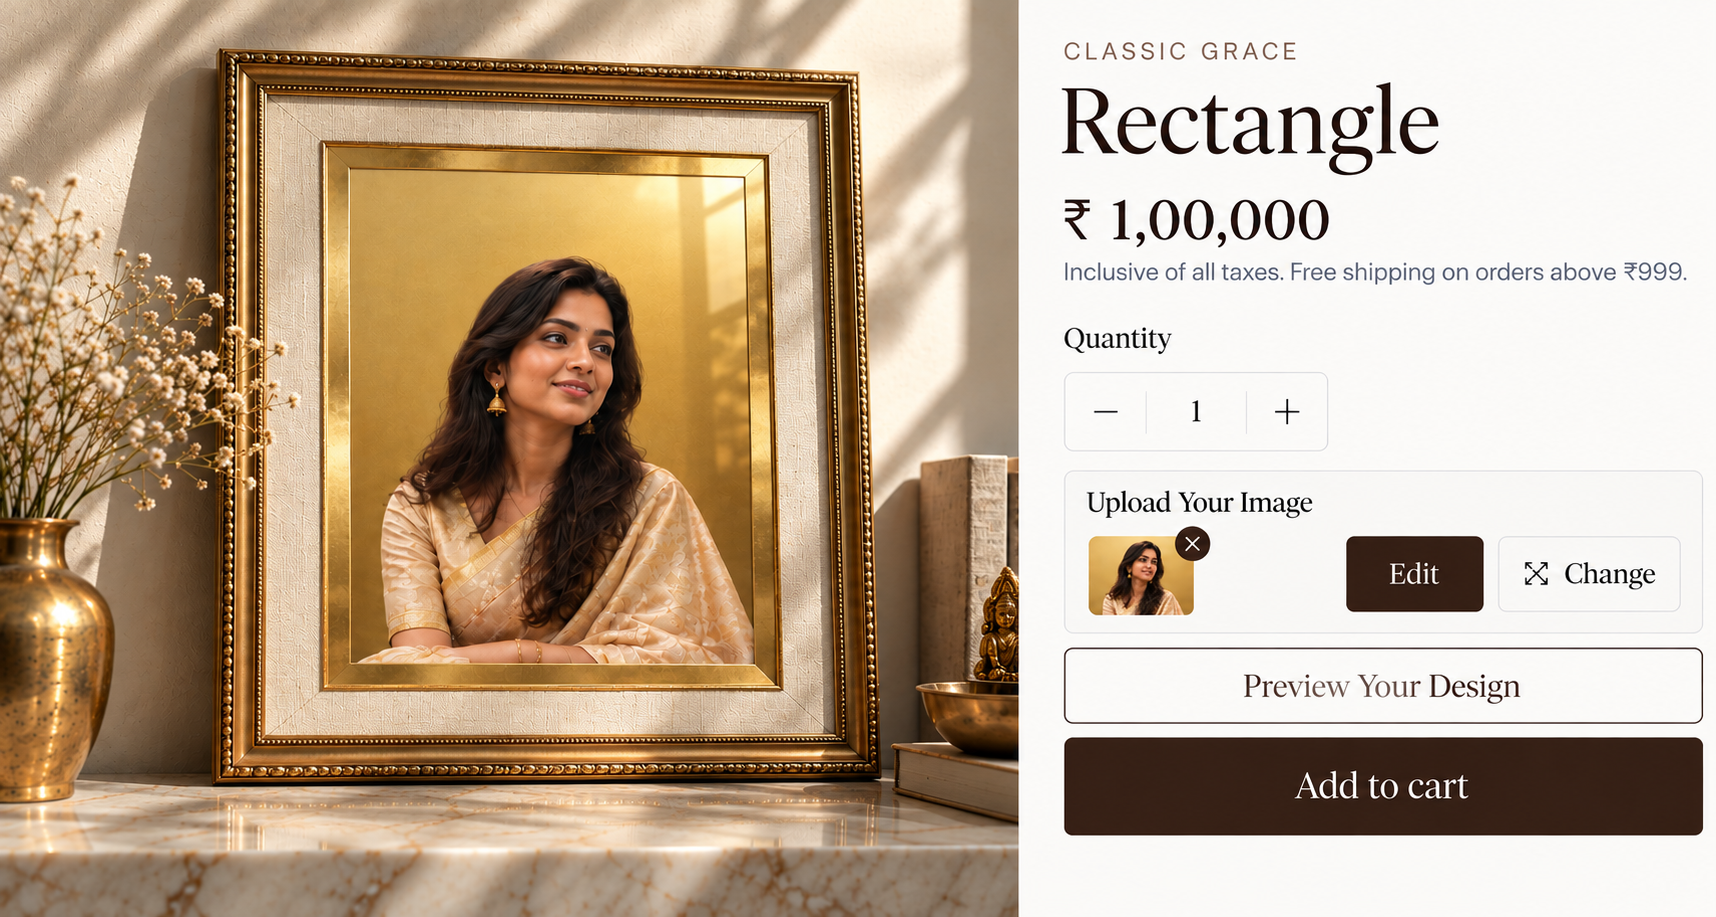 CLASSIC GRACE
Rectangle
₹ 1,00,000
Inclusive of all taxes. Free shipping on orders above ₹999.
Quantity
— 1 +
Upload Your Image
Edit
Change
Preview Your Design
Add to cart